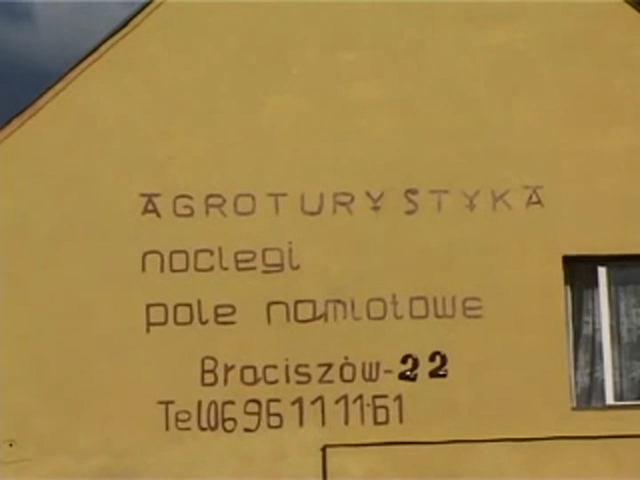 AGROTURYSTYKA
noclegi
pole namiotowe
Braciszów-22
Tel.0696111161